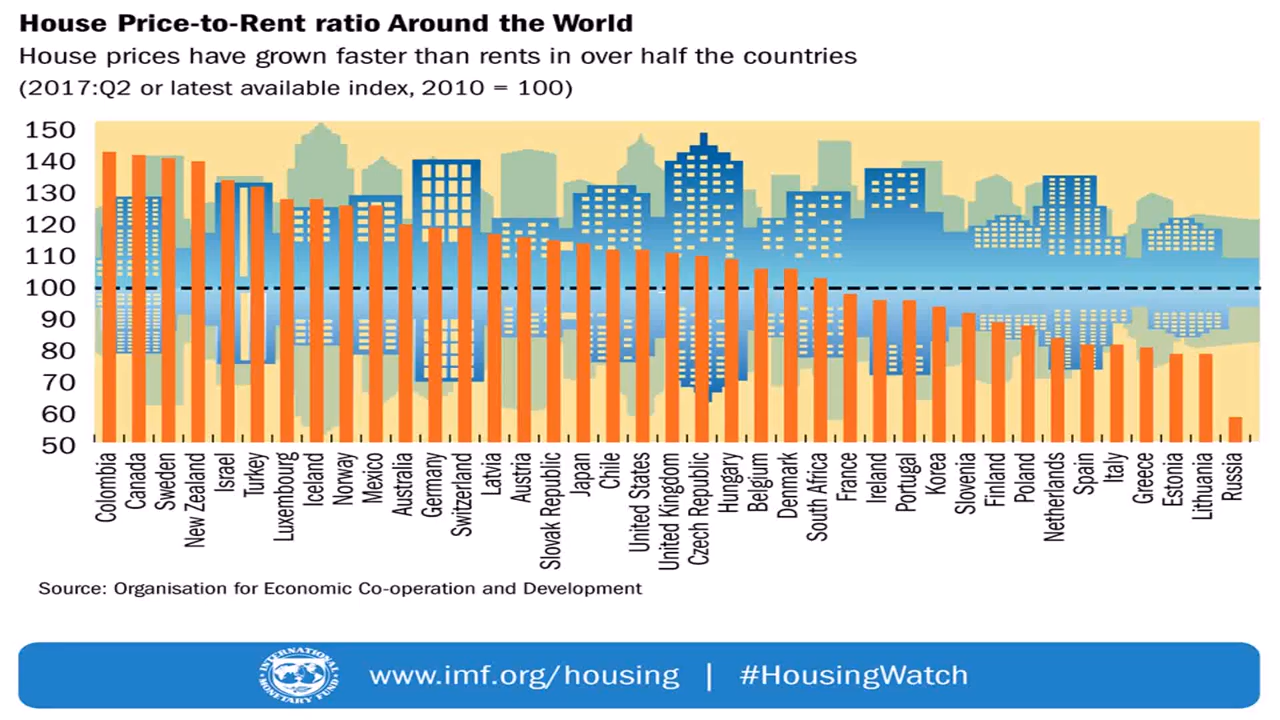 House Price-to-Rent ratio Around the World
House prices have grown faster than rents in over half the countries
(2017:Q2 or latest available index, 2010 = 100)
150
140
130
120
110
100
90
80
70
60
50
Colombia
Canada
Sweden
New Zealand
Israel
Turkey
Luxembourg
Iceland
Norway
Mexico
Australia
Germany
Switzerland
Latvia
Austria
Slovak Republic
Japan
Chile
United States
United Kingdom
Czech Republic
Hungary
Belgium
Denmark
South Africa
France
Ireland
Portugal
Korea
Slovenia
Finland
Poland
Netherlands
Spain
Italy
Greece
Estonia
Lithuania
Russia
Source: Organisation for Economic Co-operation and Development
INTERNATIONAL
MONETARY FUND
www.imf.org/housing | #HousingWatch